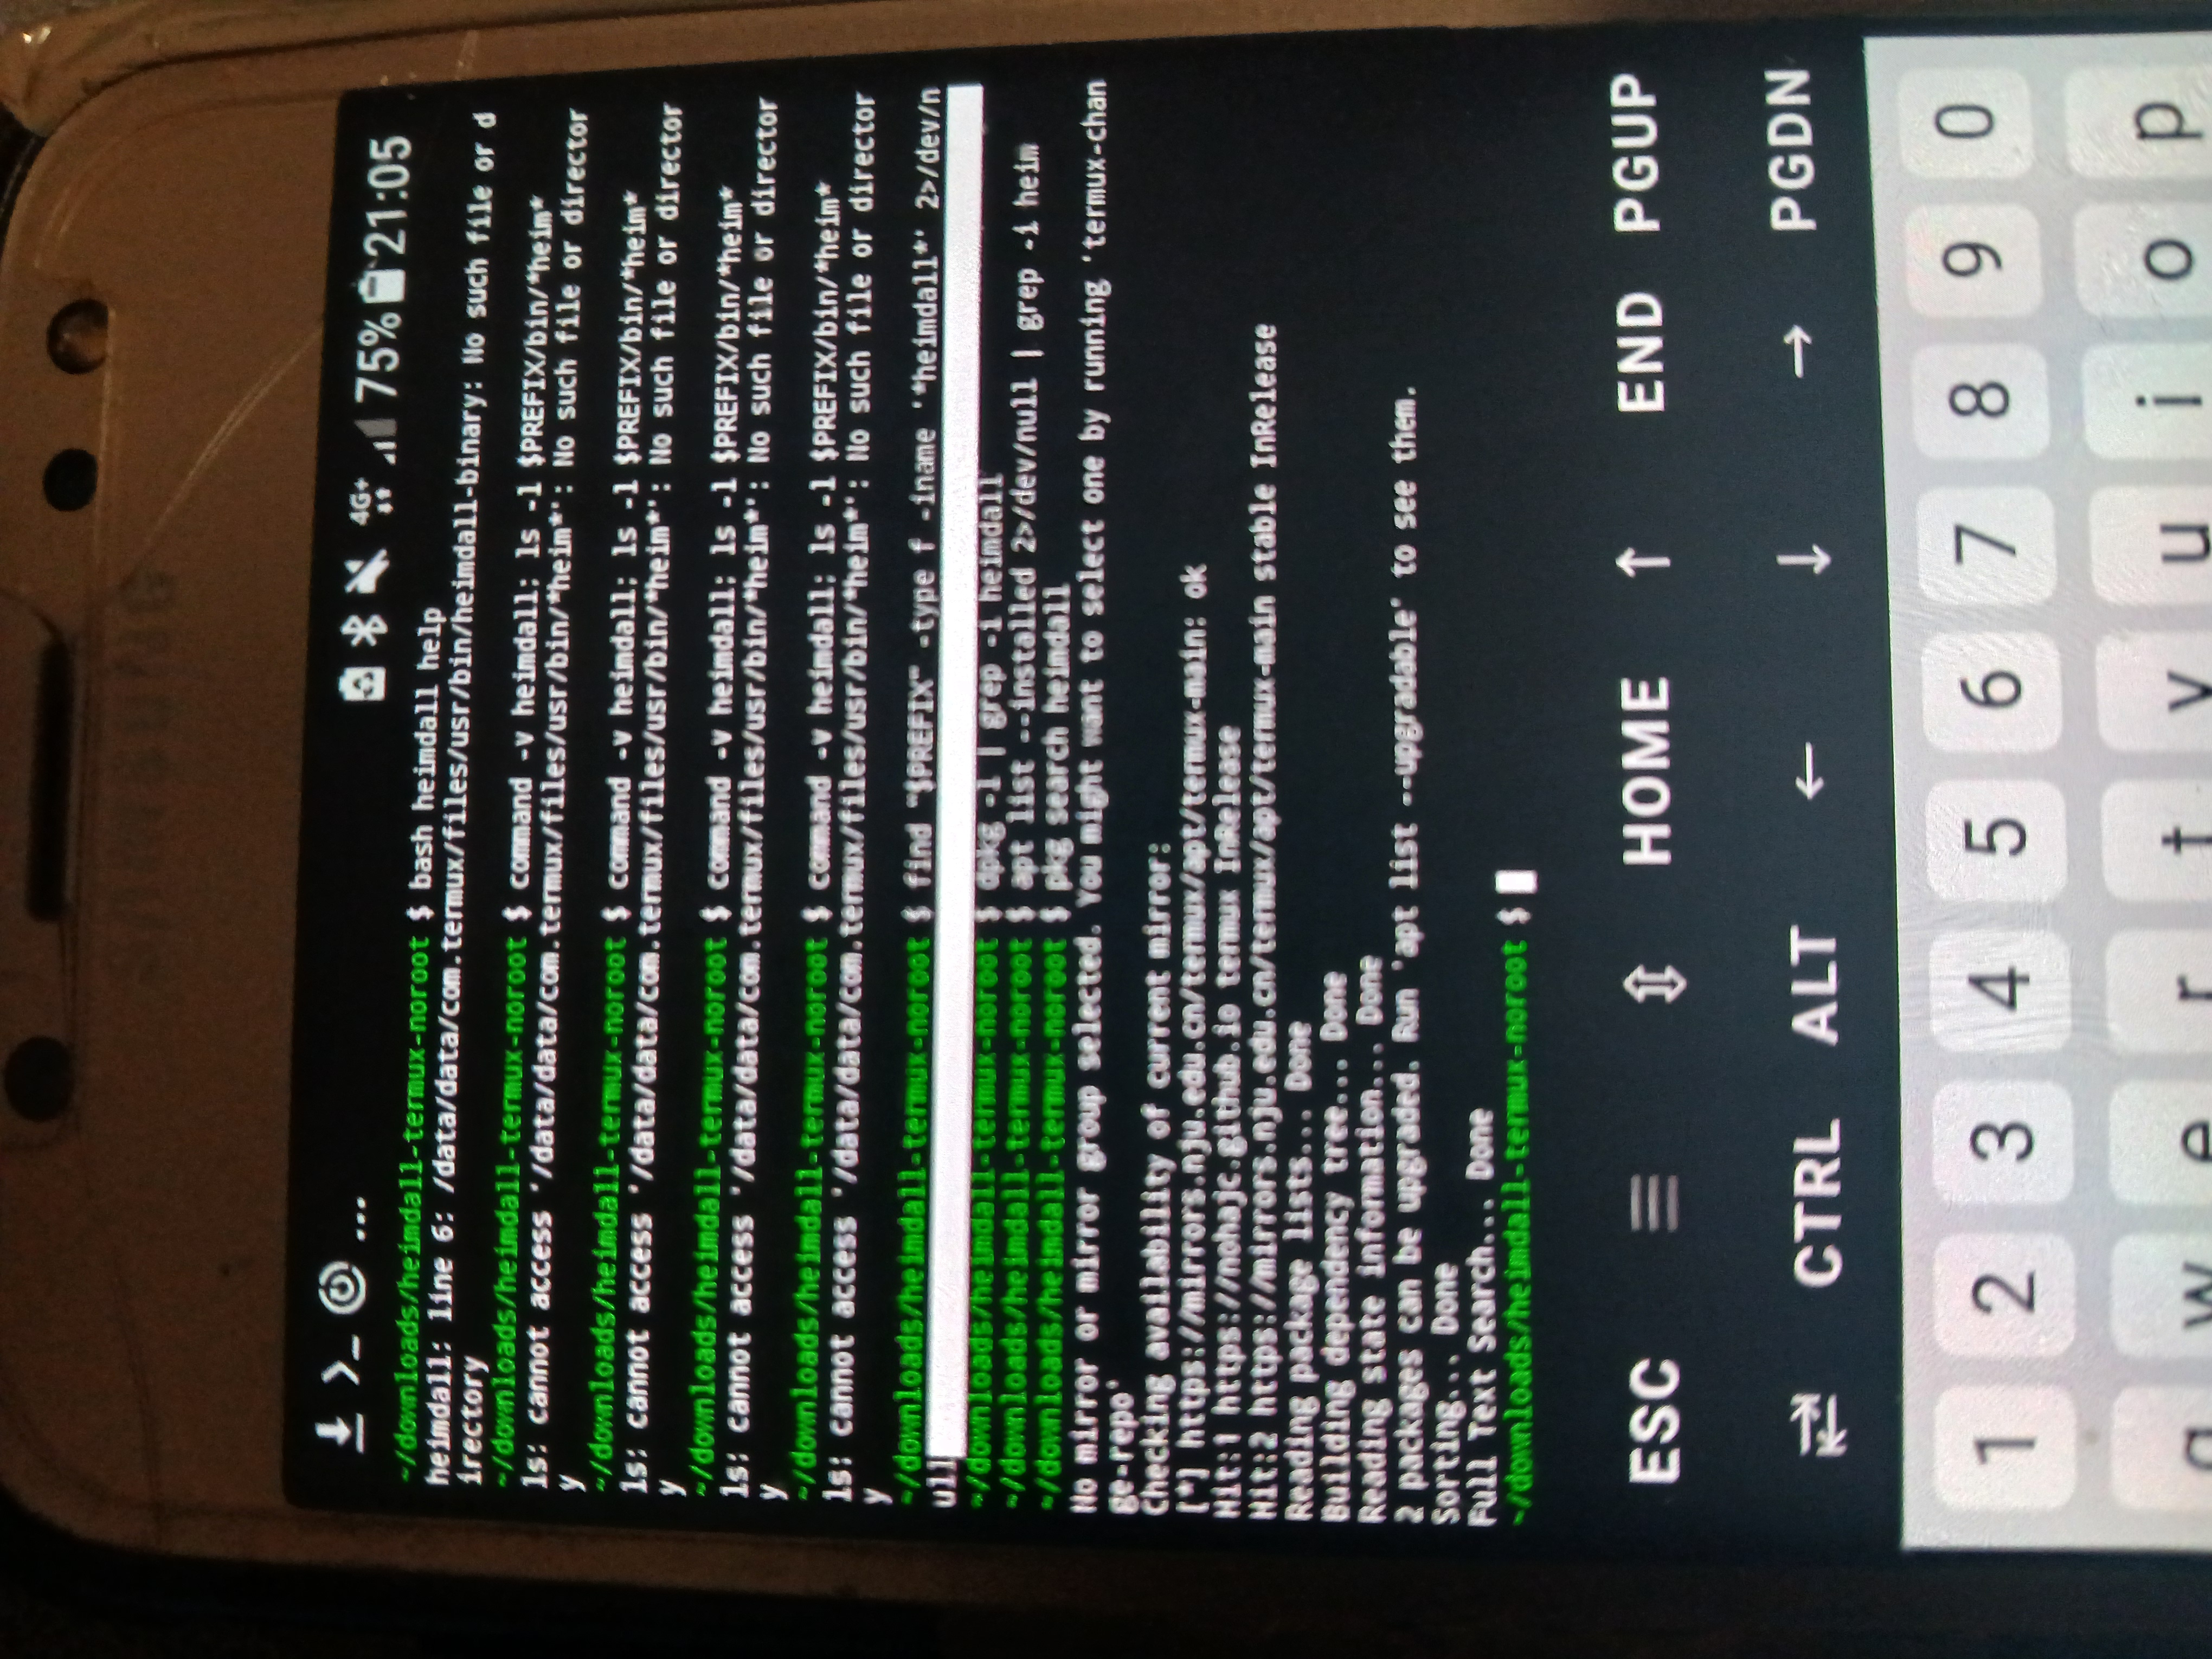 SAMSUNG
... 4G+ 75% 21:05
~/downloads/heimdall-termux-noroot $ bash heimdall help
heimdall: line 6: /data/data/com.termux/files/usr/bin/heimdall-binary: No such file or d
irectory
~/downloads/heimdall-termux-noroot $ command -v heimdall; ls -l $PREFIX/bin/*heim*
ls: cannot access '/data/data/com.termux/files/usr/bin/*heim*': No such file or director
y
~/downloads/heimdall-termux-noroot $ command -v heimdall; ls -l $PREFIX/bin/*heim*
ls: cannot access '/data/data/com.termux/files/usr/bin/*heim*': No such file or director
y
~/downloads/heimdall-termux-noroot $ command -v heimdall; ls -l $PREFIX/bin/*heim*
ls: cannot access '/data/data/com.termux/files/usr/bin/*heim*': No such file or director
y
~/downloads/heimdall-termux-noroot $ command -v heimdall; ls -l $PREFIX/bin/*heim*
ls: cannot access '/data/data/com.termux/files/usr/bin/*heim*': No such file or director
y
~/downloads/heimdall-termux-noroot $ find "$PREFIX" -type f -iname '*heimdall*' 2>/dev/n
ull
~/downloads/heimdall-termux-noroot $ dpkg -l | grep -i heimdall
~/downloads/heimdall-termux-noroot $ apt list --installed 2>/dev/null | grep -i heim
~/downloads/heimdall-termux-noroot $ pkg search heimdall
No mirror or mirror group selected. You might want to select one by running 'termux-chan
ge-repo'
Checking availability of current mirror:
[*] https://mirrors.nju.edu.cn/termux/apt/termux-main: ok
Hit:1 https://nohajc.github.io termux InRelease
Hit:2 https://mirrors.nju.edu.cn/termux/apt/termux-main stable InRelease
Reading package lists... Done
Building dependency tree... Done
Reading state information... Done
2 packages can be upgraded. Run 'apt list --upgradable' to see them.
Sorting... Done
Full Text Search... Done
~/downloads/heimdall-termux-noroot $
ESC HOME ↑ END PGUP
CTRL ALT ← ↓ → PGDN
1 2 3 4 5 6 7 8 9 0
q w e r t y u i o p